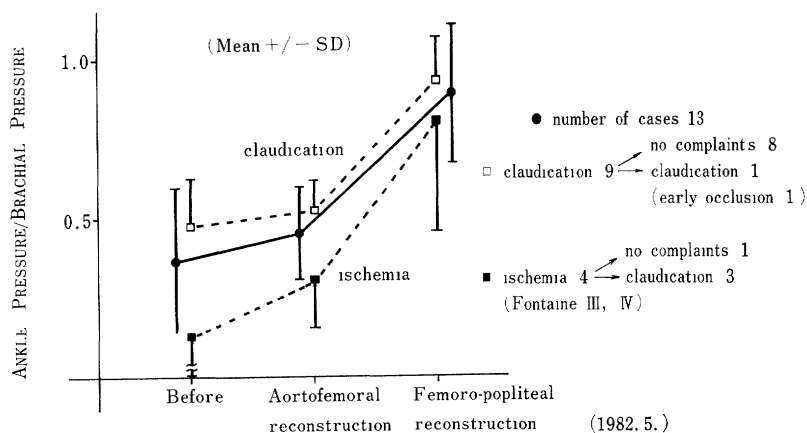 ANKLE PRESSURE/BRACHIAL PRESSURE
1.0
0.5
(Mean +/− SD)
claudication
ischemia
● number of cases 13
□ claudication 9 → no complaints 8
→ claudication 1
(early occlusion 1)
■ ischemia 4 → no complaints 1
→ claudication 3
(Fontaine III, IV)
Before
Aortofemoral
reconstruction
Femoro-popliteal
reconstruction
(1982. 5.)